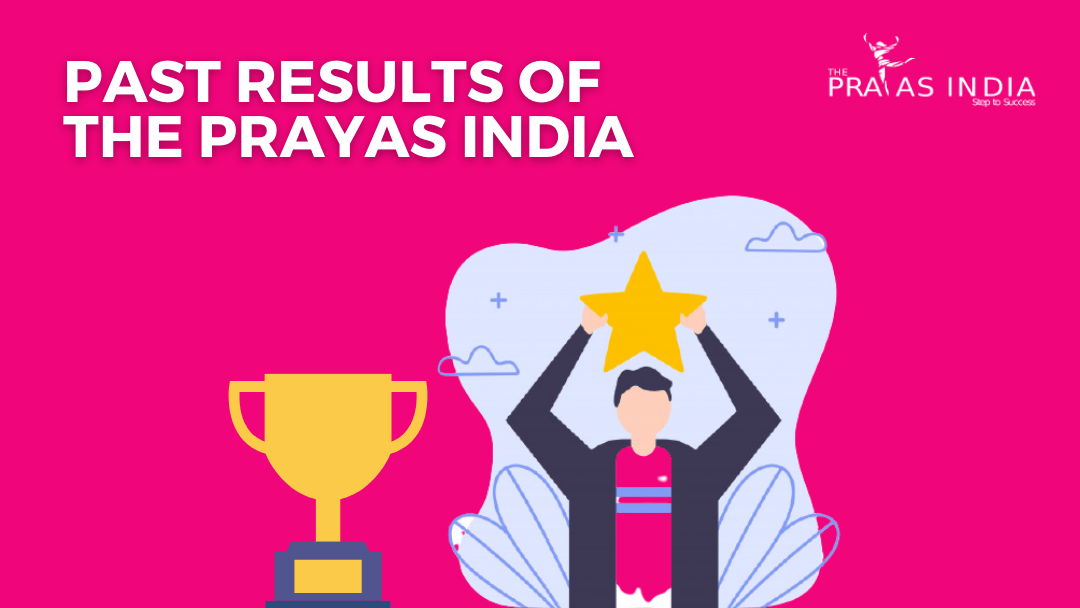 PAST RESULTS OF
THE PRAYAS INDIA
THE
PRAYAS INDIA
Step to Success